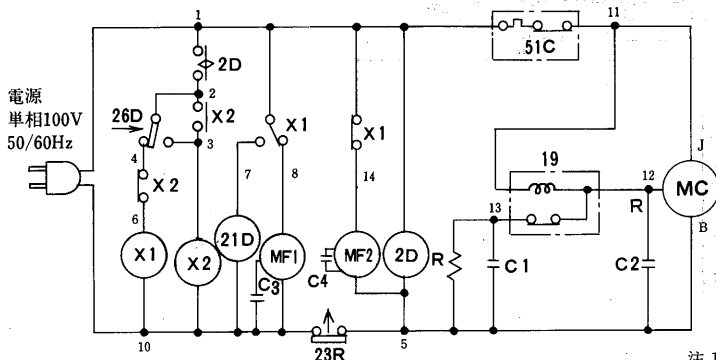 1
11
2D
51C
電源
単相100V
50/60Hz
26D
2
X2
X1
X1
3
19
4
7
8
14
J
X2
12
MC
6
13
R
B
X1
X2
21D
MF1
MF2
2D
R
C1
C2
C3
C4
10
23R
5
注1